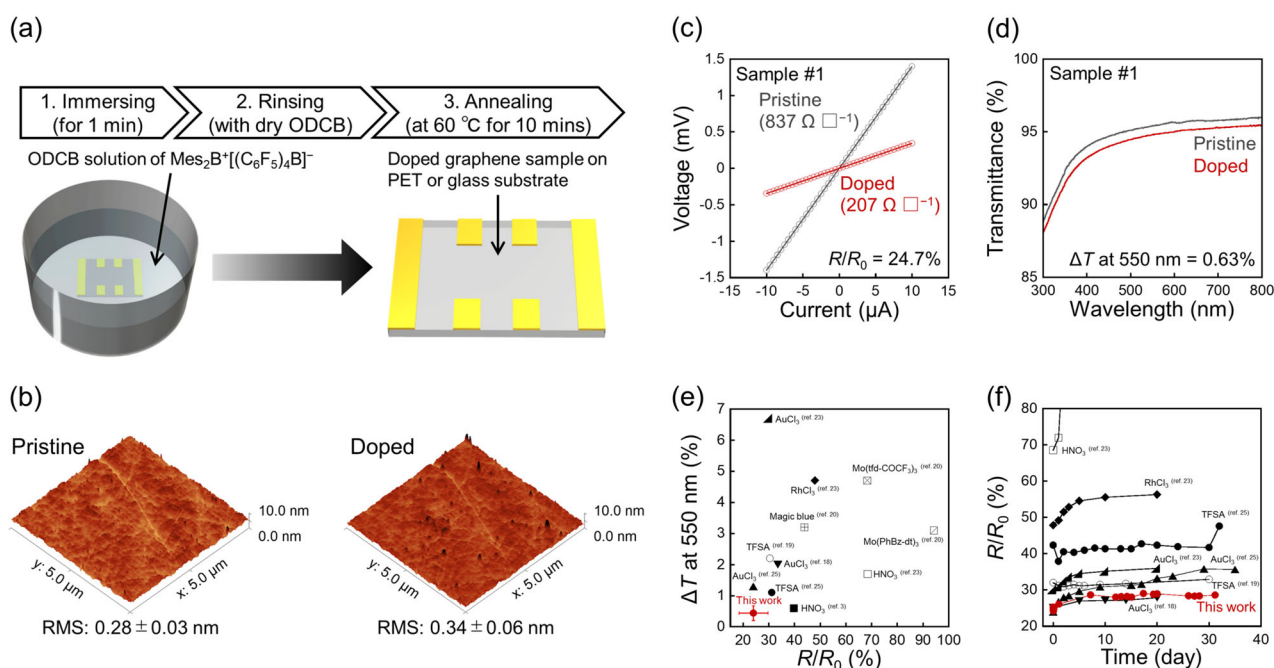 (a)
1. Immersing
(for 1 min)
2. Rinsing
(with dry ODCB)
3. Annealing
(at 60 °C for 10 mins)
ODCB solution of Mes₂B⁺[(C₆F₅)₄B]⁻
Doped graphene sample on
PET or glass substrate
(b)
Pristine
10.0 nm
0.0 nm
y: 5.0 µm
x: 5.0 µm
RMS: 0.28 ± 0.03 nm
Doped
10.0 nm
0.0 nm
y: 5.0 µm
x: 5.0 µm
RMS: 0.34 ± 0.06 nm
(c)
Sample #1
Pristine
(837 Ω □⁻¹)
Doped
(207 Ω □⁻¹)
R/R₀ = 24.7%
Voltage (mV)
1.5
1
0.5
0
-0.5
-1
-1.5
-15 -10 -5 0 5 10 15
Current (µA)
(d)
Sample #1
Pristine
Doped
ΔT at 550 nm = 0.63%
Transmittance (%)
100
95
90
85
300 400 500 600 700 800
Wavelength (nm)
(e)
ΔT at 550 nm (%)
7
6
5
4
3
2
1
0
AuCl₃ (ref. 23)
Mo(tfd-COCF₃)₃ (ref. 20)
RhCl₃ (ref. 23)
Magic blue (ref. 20)
Mo(PhBz-dt)₃ (ref. 20)
TFSA (ref. 19)
AuCl₃ (ref. 18)
HNO₃ (ref. 23)
AuCl₃ (ref. 25)
TFSA (ref. 25)
This work
HNO₃ (ref. 3)
20 30 40 50 60 70 80 90 100
R/R₀ (%)
(f)
R/R₀ (%)
80
70
60
50
40
30
20
HNO₃ (ref. 23)
RhCl₃ (ref. 23)
TFSA (ref. 25)
AuCl₃ (ref. 23)
AuCl₃ (ref. 25)
TFSA (ref. 19)
AuCl₃ (ref. 18)
This work
0 10 20 30 40
Time (day)